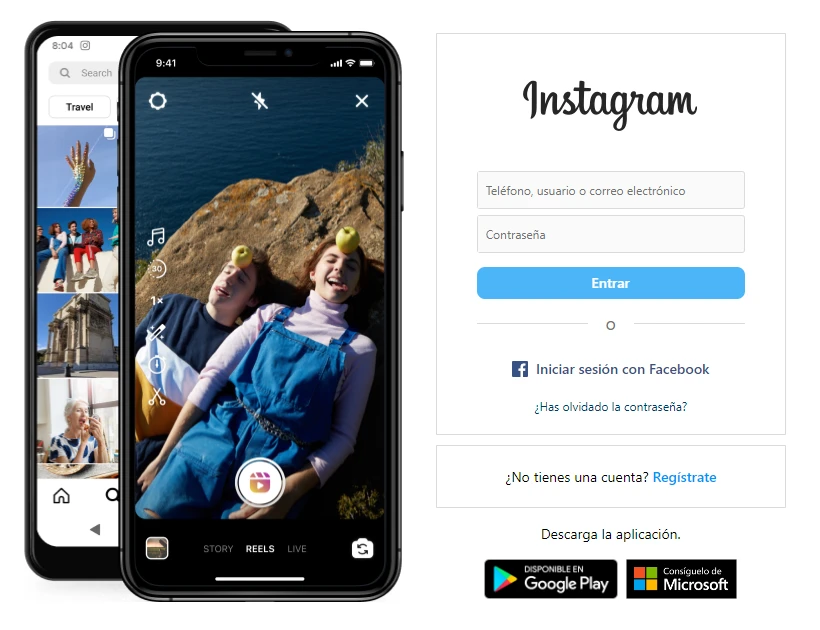 8:04
Search
Travel
9:41
30
1×
STORY REELS LIVE
Instagram
Teléfono, usuario o correo electrónico
Contraseña
Entrar
O
Iniciar sesión con Facebook
¿Has olvidado la contraseña?
¿No tienes una cuenta? Regístrate
Descarga la aplicación.
DISPONIBLE EN
Google Play
Consíguelo de
Microsoft